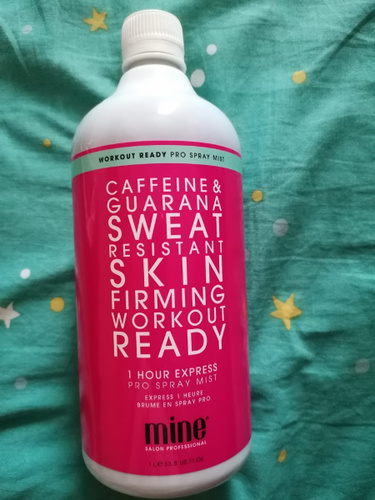 WORKOUT READY PRO SPRAY MIST
CAFFEINE &
GUARANA
SWEAT
RESISTANT
SKIN
FIRMING
WORKOUT
READY
1 HOUR EXPRESS
PRO SPRAY MIST
EXPRESS 1 HEURE
BRUME EN SPRAY PRO
mine
SALON PROFESSIONAL